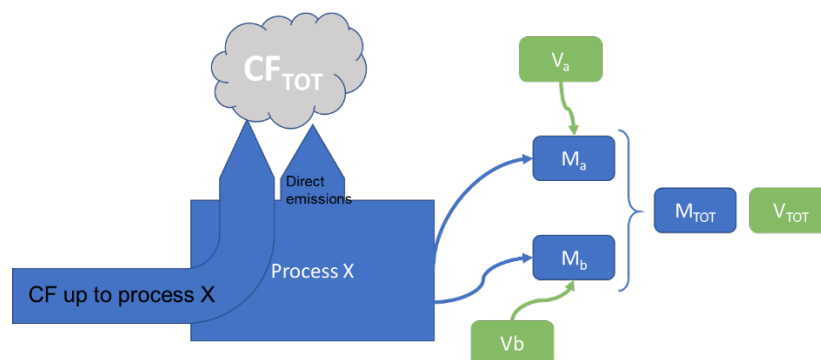 CF_TOT
V_a
M_a
Direct
emissions
M_TOT
V_TOT
Process X
M_b
CF up to process X
Vb